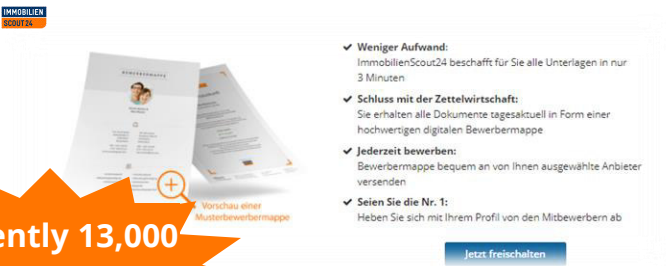 IMMOBILIEN
SCOUT24
BEWERBERMAPPE
Vorschau einer
Musterbewerbermappe
Weniger Aufwand:
ImmobilienScout24 beschafft für Sie alle Unterlagen in nur
3 Minuten
Schluss mit der Zettelwirtschaft:
Sie erhalten alle Dokumente tagesaktuell in Form einer
hochwertigen digitalen Bewerbermappe
Jederzeit bewerben:
Bewerbermappe bequem an von Ihnen ausgewählte Anbieter
versenden
Seien Sie die Nr. 1:
Heben Sie sich mit Ihrem Profil von den Mitbewerbern ab
Jetzt freischalten
ently 13,000